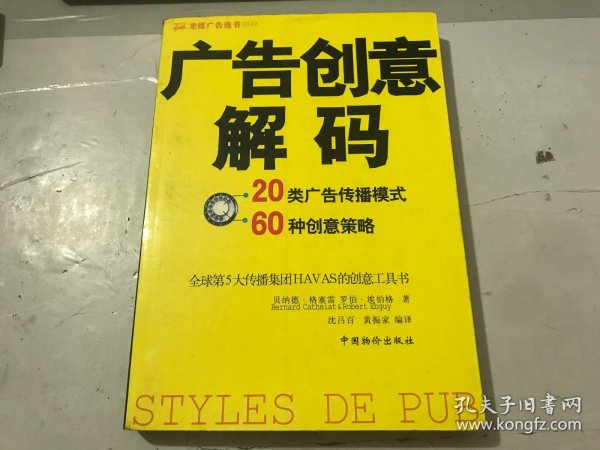 龙媒广告选书0046
广告创意
解码
20类广告传播模式
60种创意策略
全球第5大传播集团HAVAS的创意工具书
贝纳德·格塞雷 罗伯·埃伯格 著
Bernard Cathelat & Robert Ebguy
沈吕百 黄振家 编译
中国物价出版社
STYLES DE PUB
孔夫子旧书网
www.kongfz.com